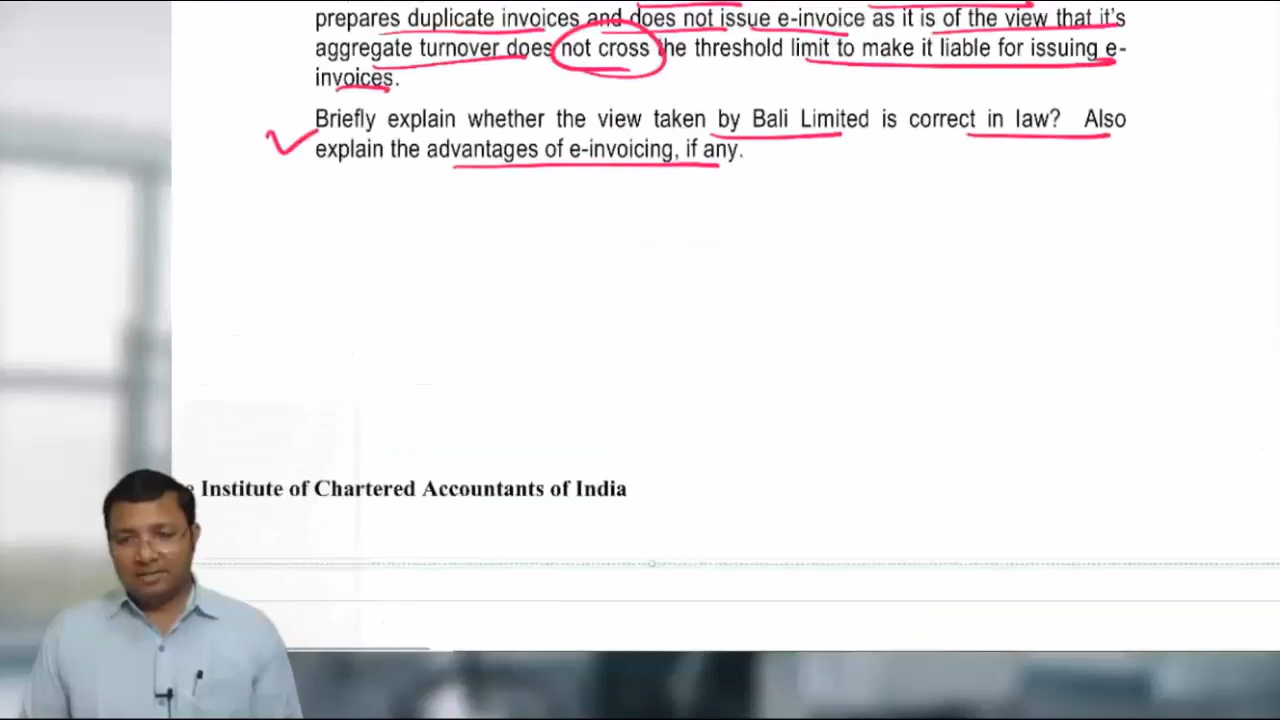 prepares duplicate invoices and does not issue e-invoice as it is of the view that it's
aggregate turnover does not cross the threshold limit to make it liable for issuing e-
invoices.
Briefly explain whether the view taken by Bali Limited is correct in law? Also
explain the advantages of e-invoicing, if any.
Institute of Chartered Accountants of India